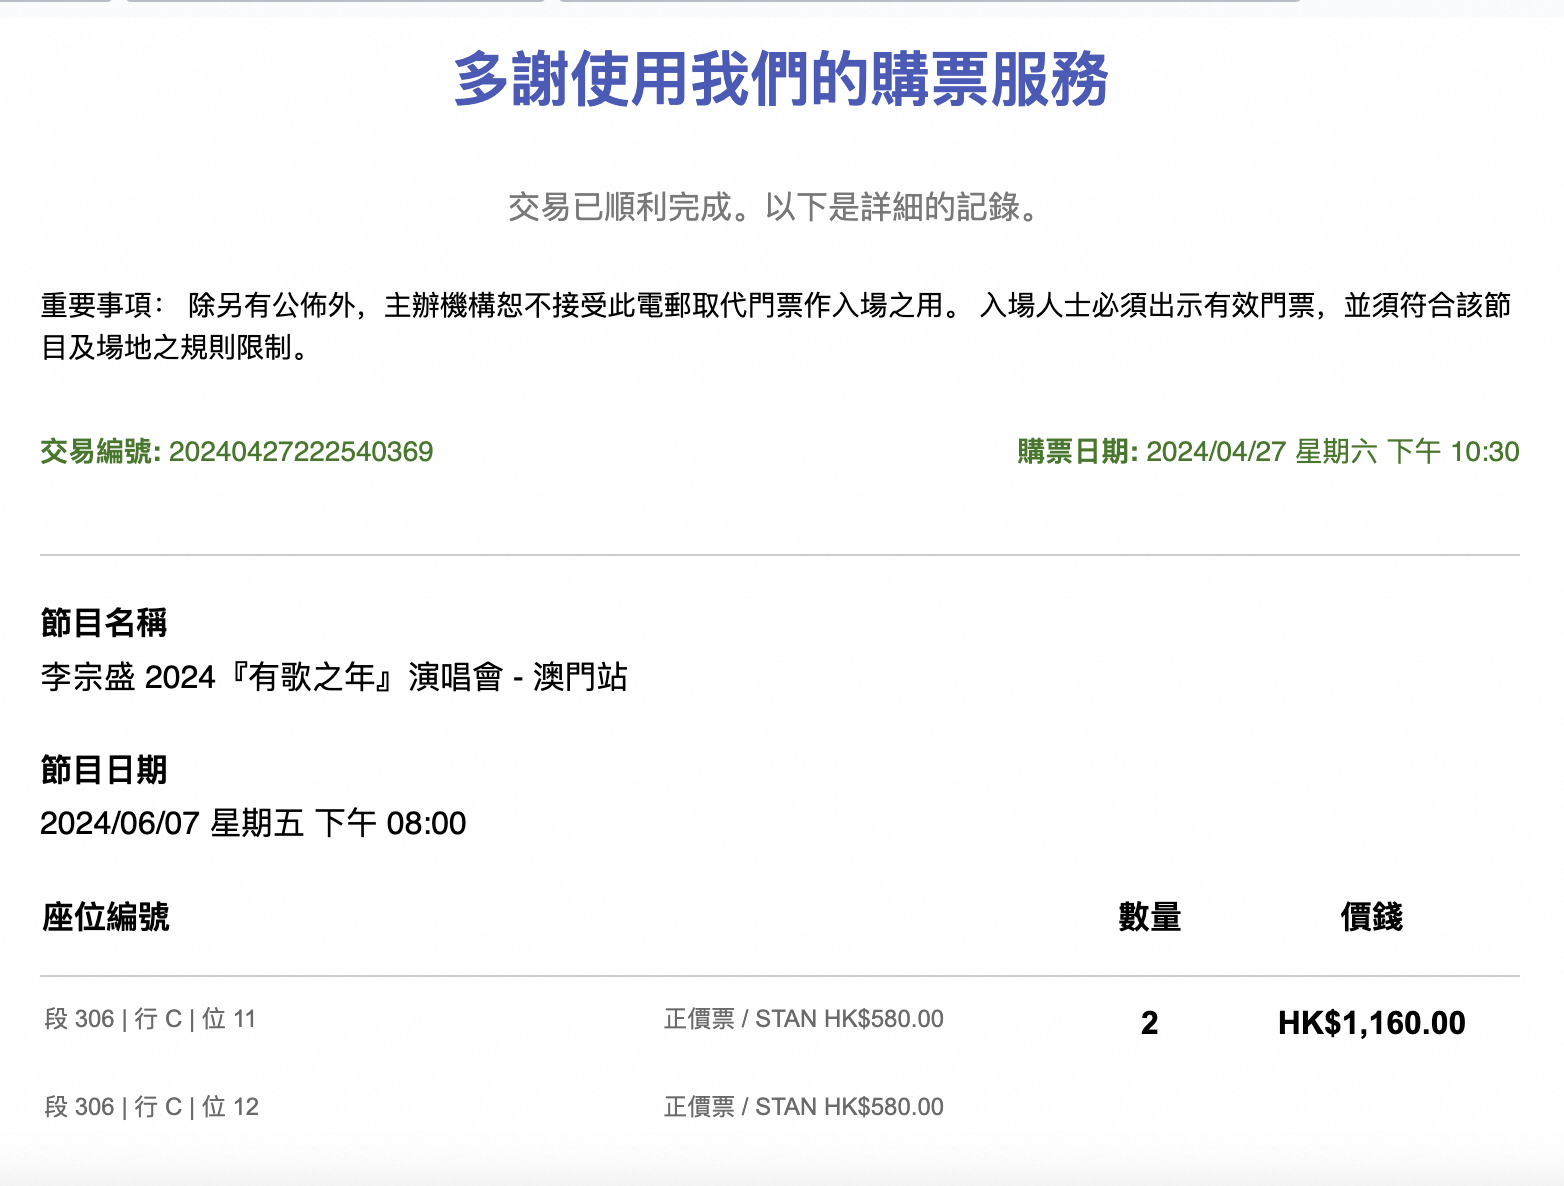 多謝使用我們的購票服務
交易已順利完成。以下是詳細的記錄。
重要事項： 除另有公佈外，主辦機構恕不接受此電郵取代門票作入場之用。 入場人士必須出示有效門票，並須符合該節
目及場地之規則限制。
交易編號: 20240427222540369
購票日期: 2024/04/27 星期六 下午 10:30
節目名稱
李宗盛 2024『有歌之年』演唱會 - 澳門站
節目日期
2024/06/07 星期五 下午 08:00
座位編號 數量 價錢
段 306 | 行 C | 位 11 正價票 / STAN HK$580.00 2 HK$1,160.00
段 306 | 行 C | 位 12 正價票 / STAN HK$580.00